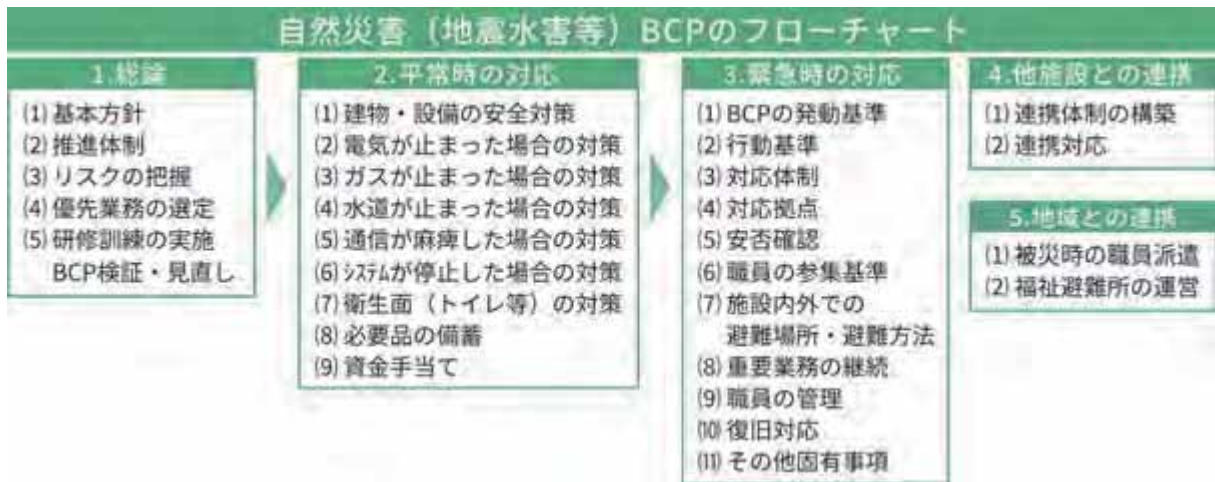 自然災害（地震水害等）BCPのフローチャート
1.総論
(1) 基本方針
(2) 推進体制
(3) リスクの把握
(4) 優先業務の選定
(5) 研修訓練の実施
BCP検証・見直し
2.平常時の対応
(1) 建物・設備の安全対策
(2) 電気が止まった場合の対策
(3) ガスが止まった場合の対策
(4) 水道が止まった場合の対策
(5) 通信が麻痺した場合の対策
(6) ｼｽﾃﾑが停止した場合の対策
(7) 衛生面（トイレ等）の対策
(8) 必要品の備蓄
(9) 資金手当て
3.緊急時の対応
(1) BCPの発動基準
(2) 行動基準
(3) 対応体制
(4) 対応拠点
(5) 安否確認
(6) 職員の参集基準
(7) 施設内外での
避難場所・避難方法
(8) 重要業務の継続
(9) 職員の管理
(10) 復旧対応
(11) その他固有事項
4.他施設との連携
(1) 連携体制の構築
(2) 連携対応
5.地域との連携
(1) 被災時の職員派遣
(2) 福祉避難所の運営